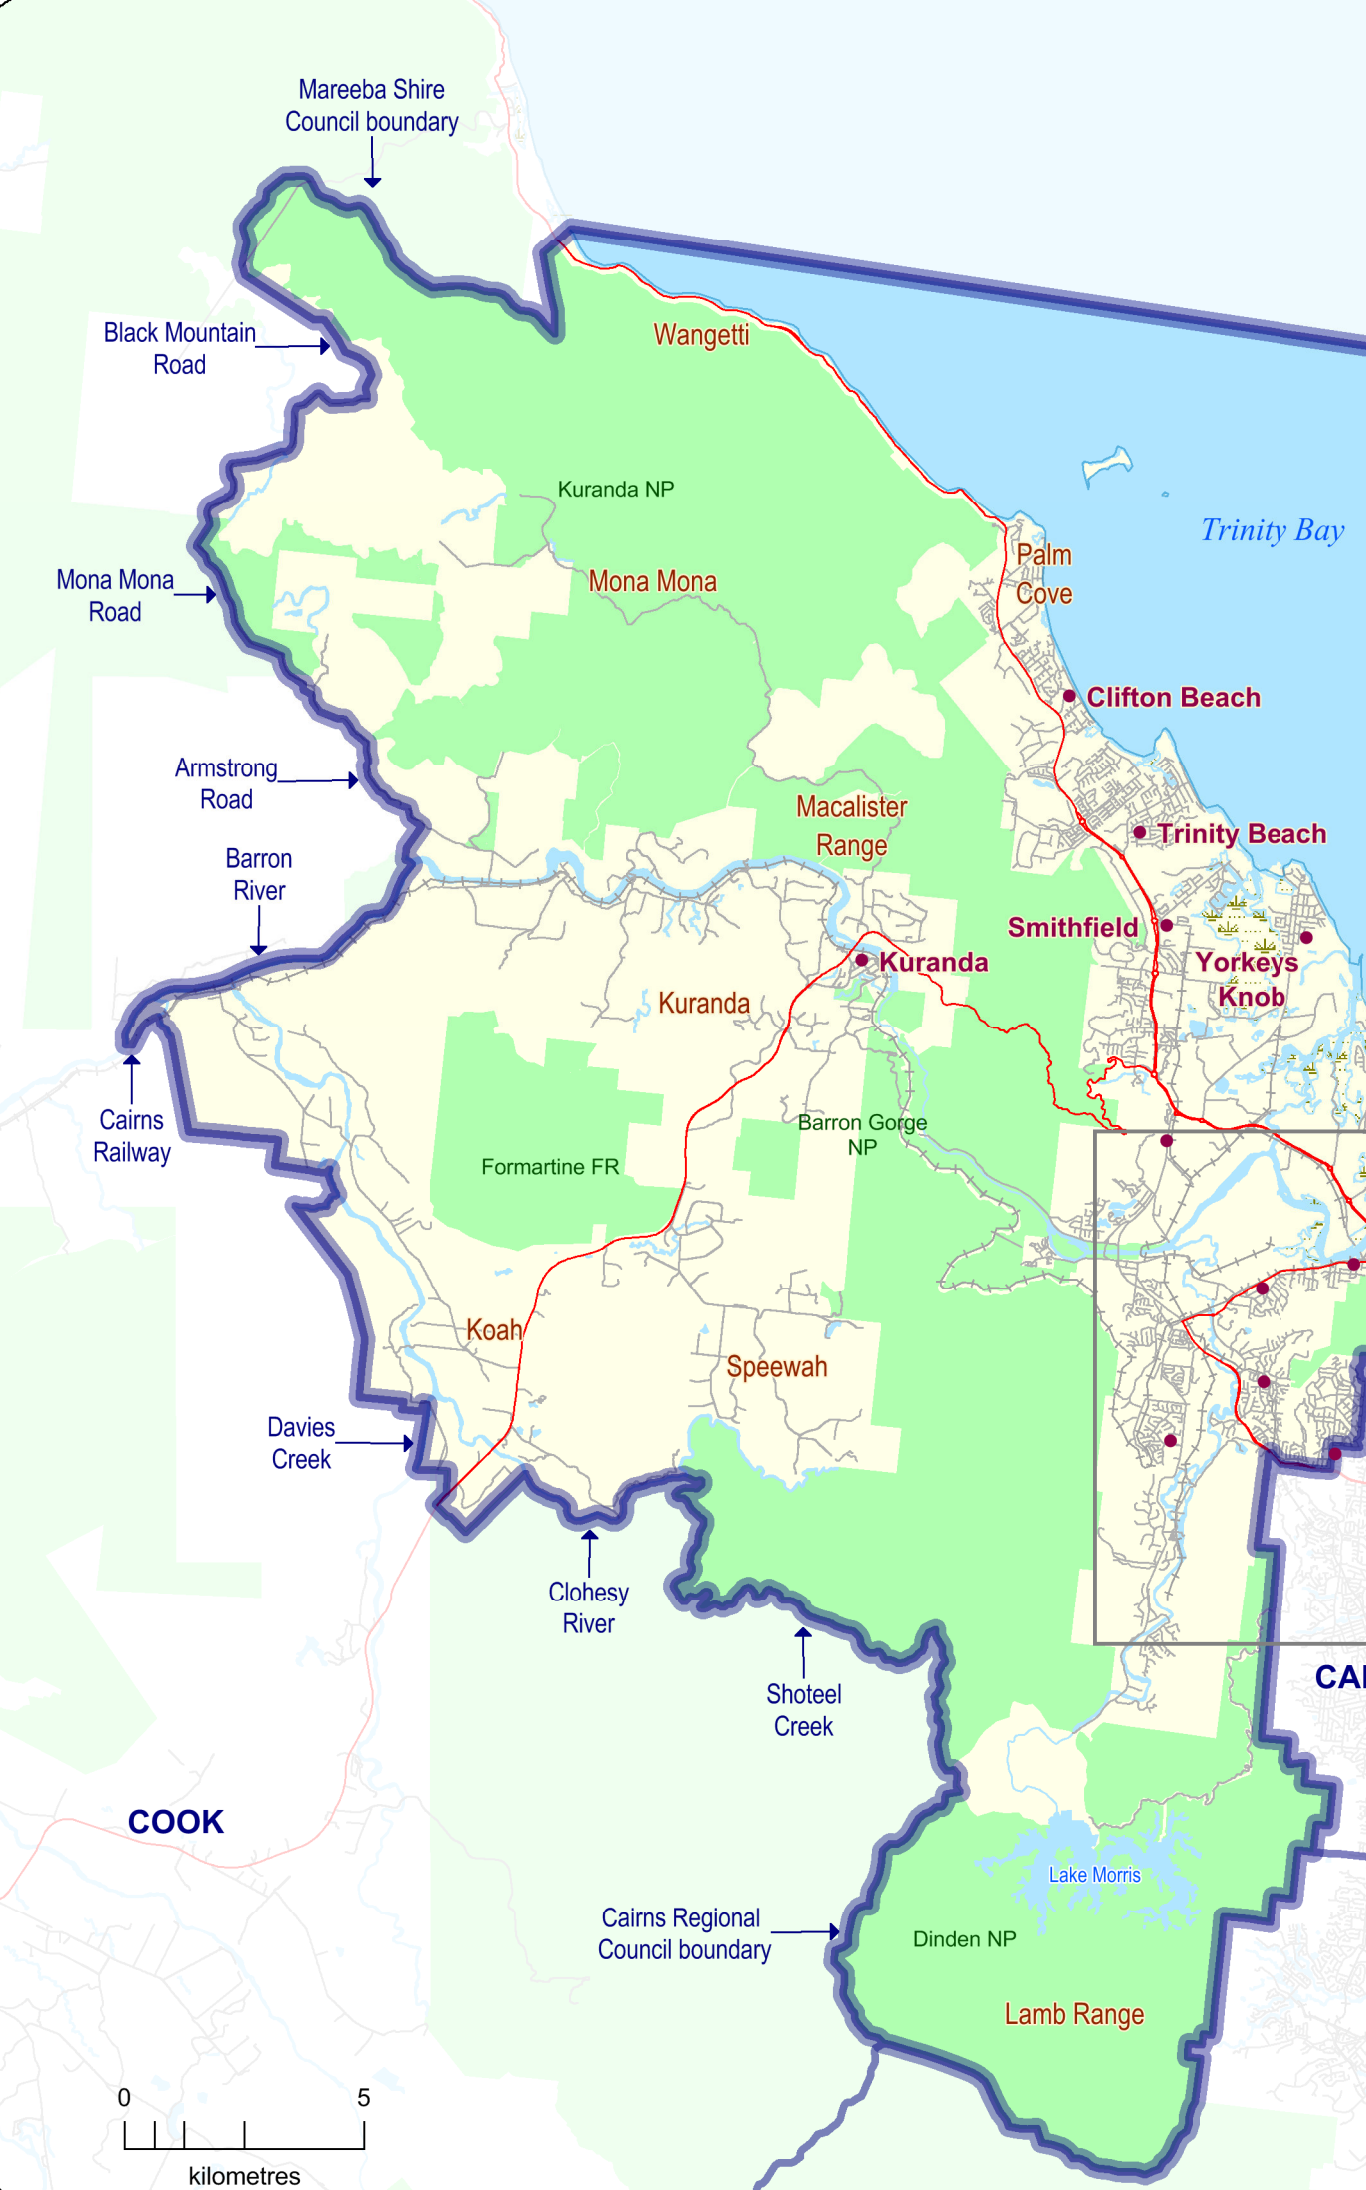 Mareeba Shire
Council boundary
Black Mountain
Road
Wangetti
Kuranda NP
Trinity Bay
Mona Mona
Road
Mona Mona
Palm
Cove
Clifton Beach
Armstrong
Road
Macalister
Range
Trinity Beach
Barron
River
Smithfield
Yorkeys
Knob
Kuranda
Kuranda
Cairns
Railway
Barron Gorge
NP
Formartine FR
Koah
Speewah
Davies
Creek
Clohesy
River
Shoteel
Creek
CAI
COOK
Lake Morris
Cairns Regional
Council boundary
Dinden NP
Lamb Range
0 5
kilometres